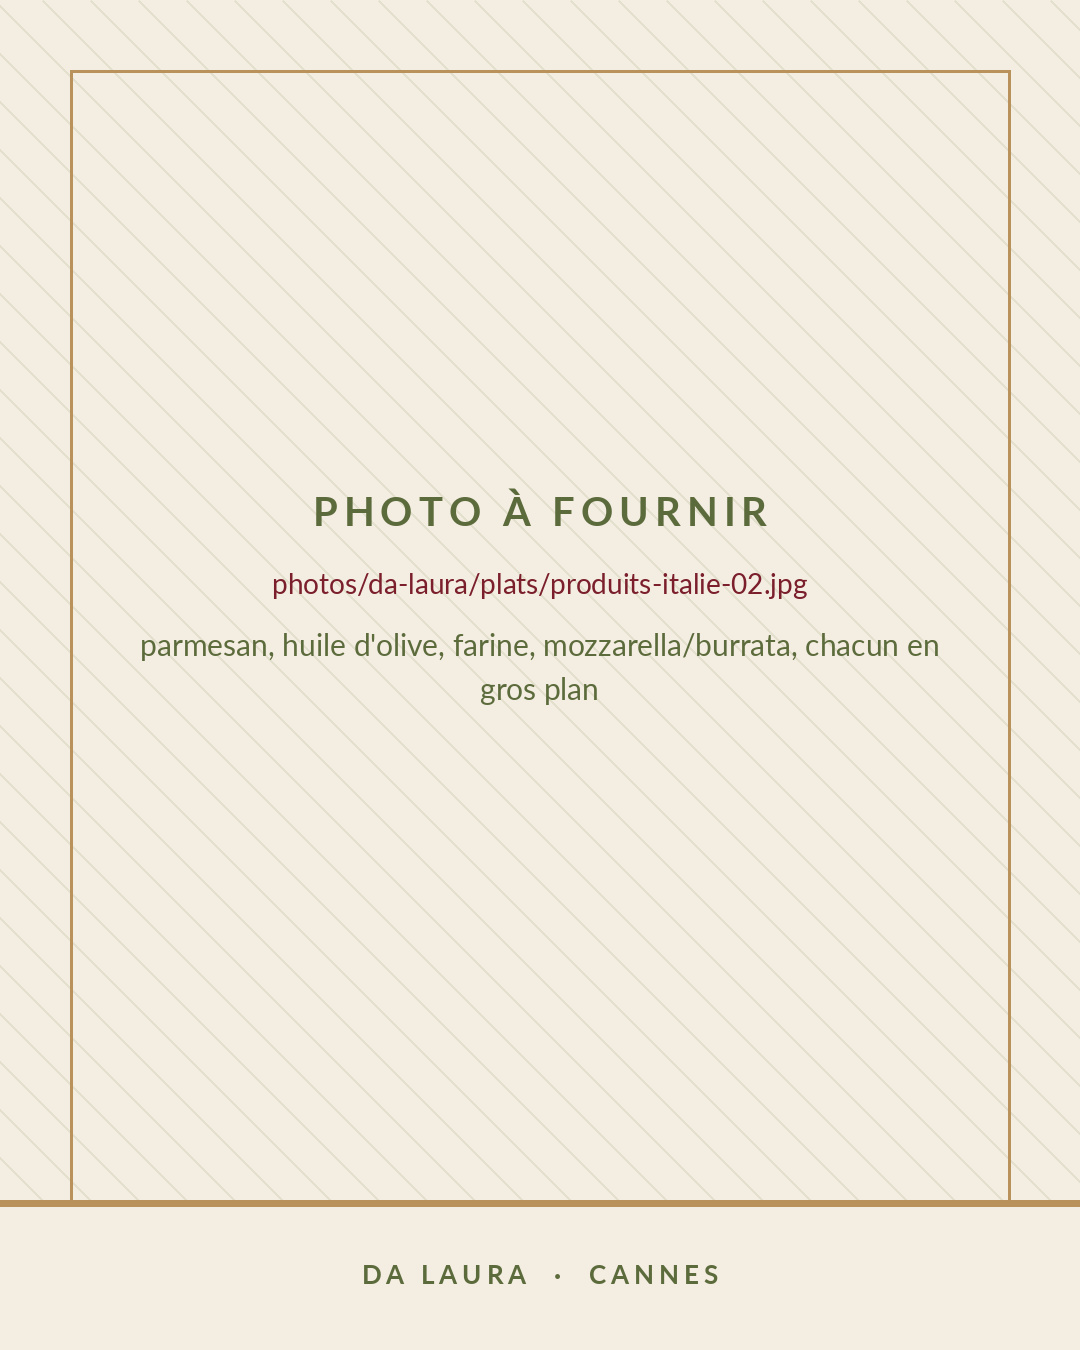 PHOTO À FOURNIR
photos/da-laura/plats/produits-italie-02.jpg
parmesan, huile d'olive, farine, mozzarella/burrata, chacun en
gros plan
DA LAURA · CANNES